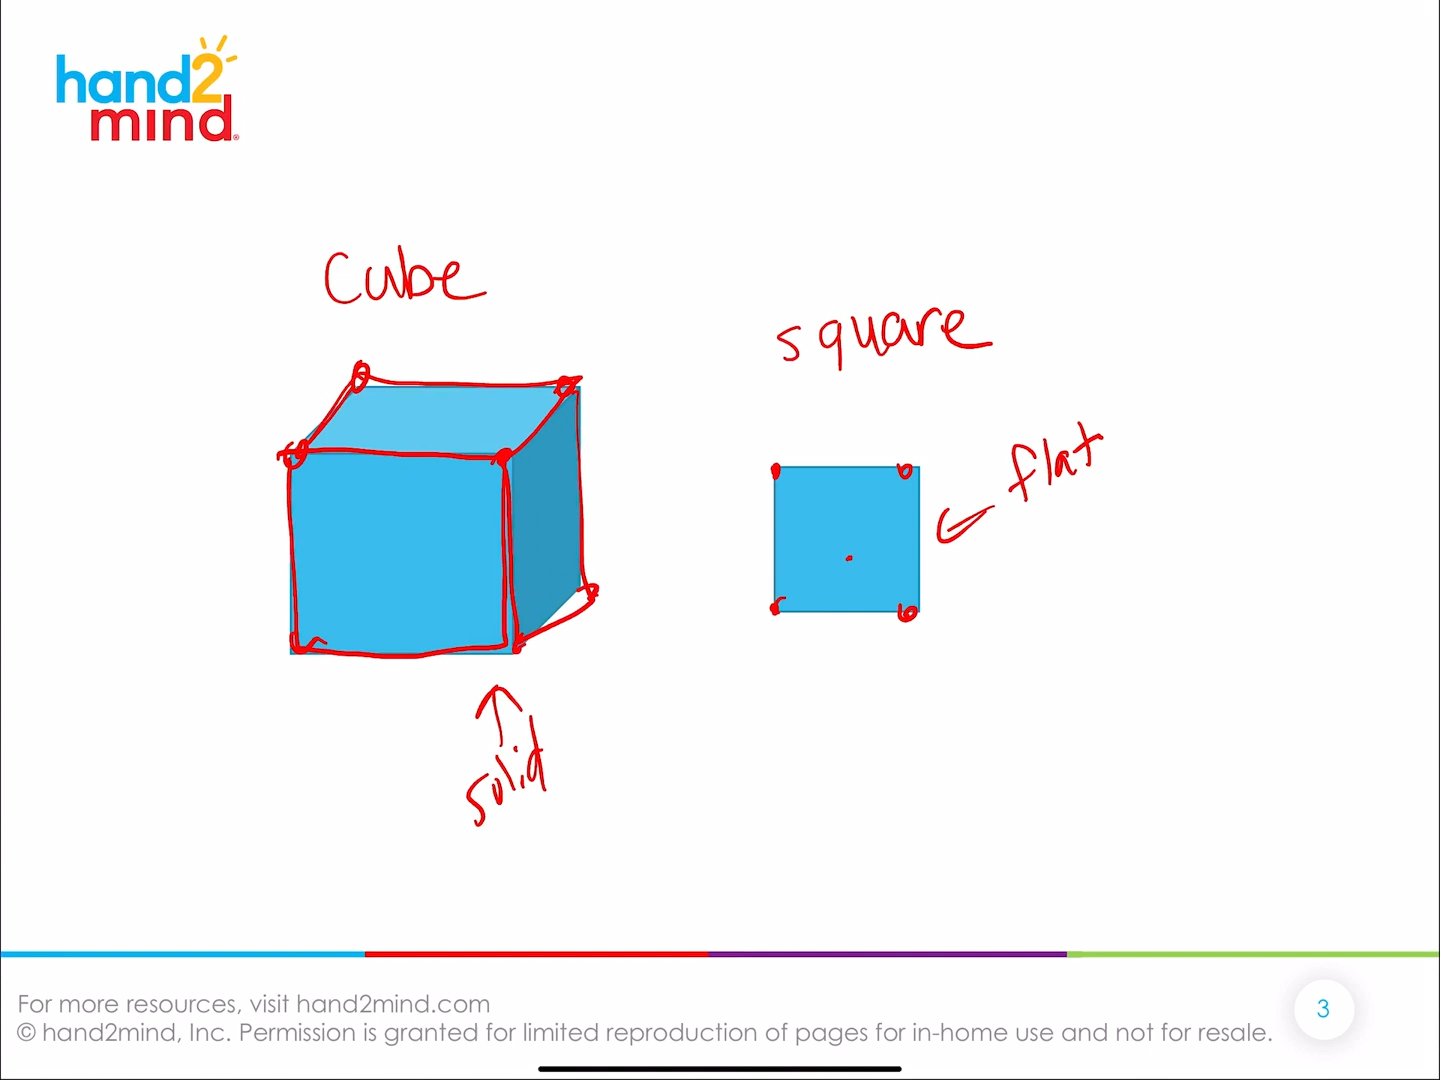 hand2
mind®
cube
square
flat
solid
For more resources, visit hand2mind.com
© hand2mind, Inc. Permission is granted for limited reproduction of pages for in-home use and not for resale.
3